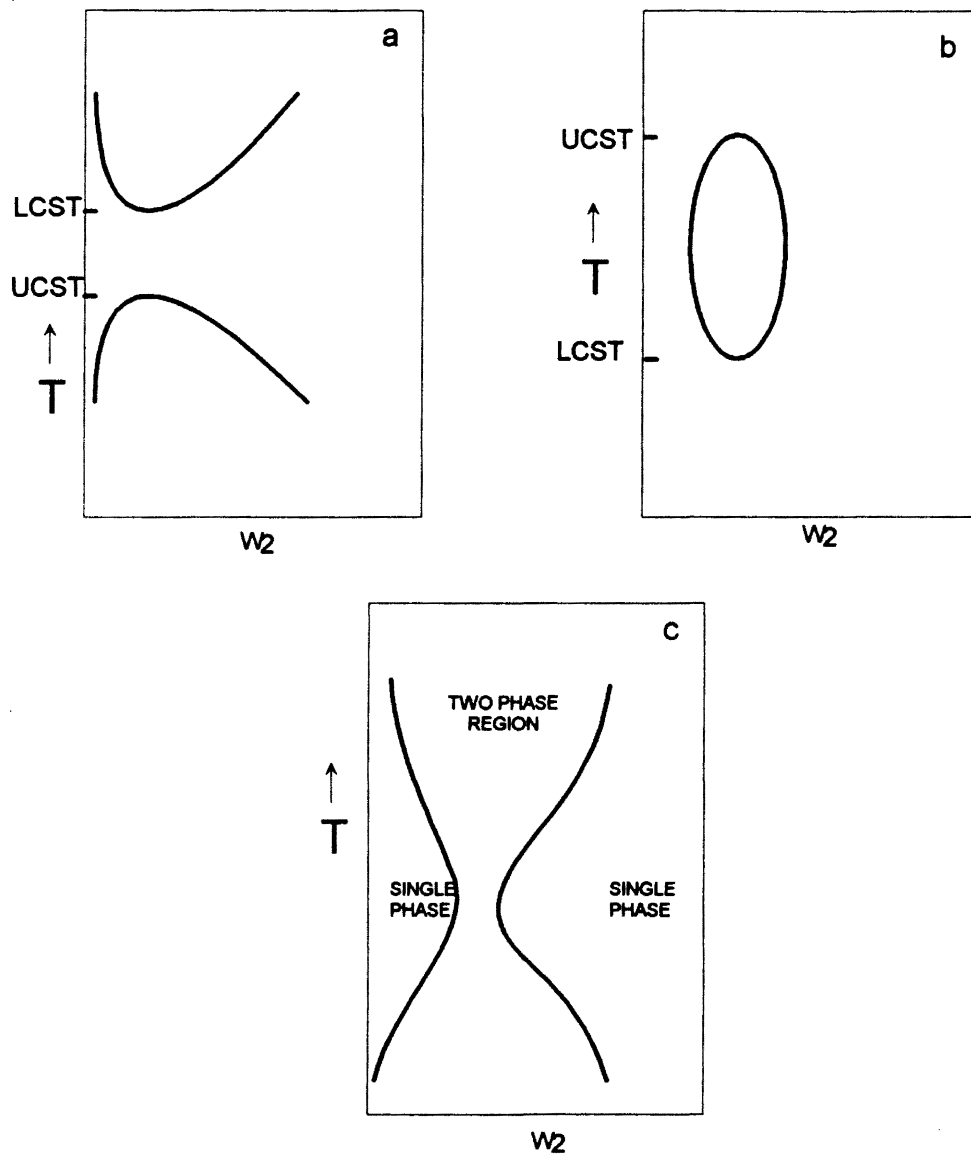 a
LCST
UCST
↑
T
W2
b
UCST
↑
T
LCST
W2
c
TWO PHASE
REGION
↑
T
SINGLE
PHASE
SINGLE
PHASE
W2